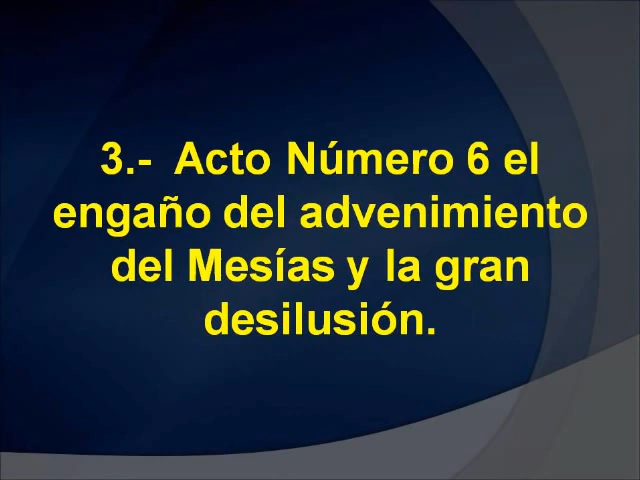 3.-  Acto Número 6 el
engaño del advenimiento
del Mesías y la gran
desilusión.